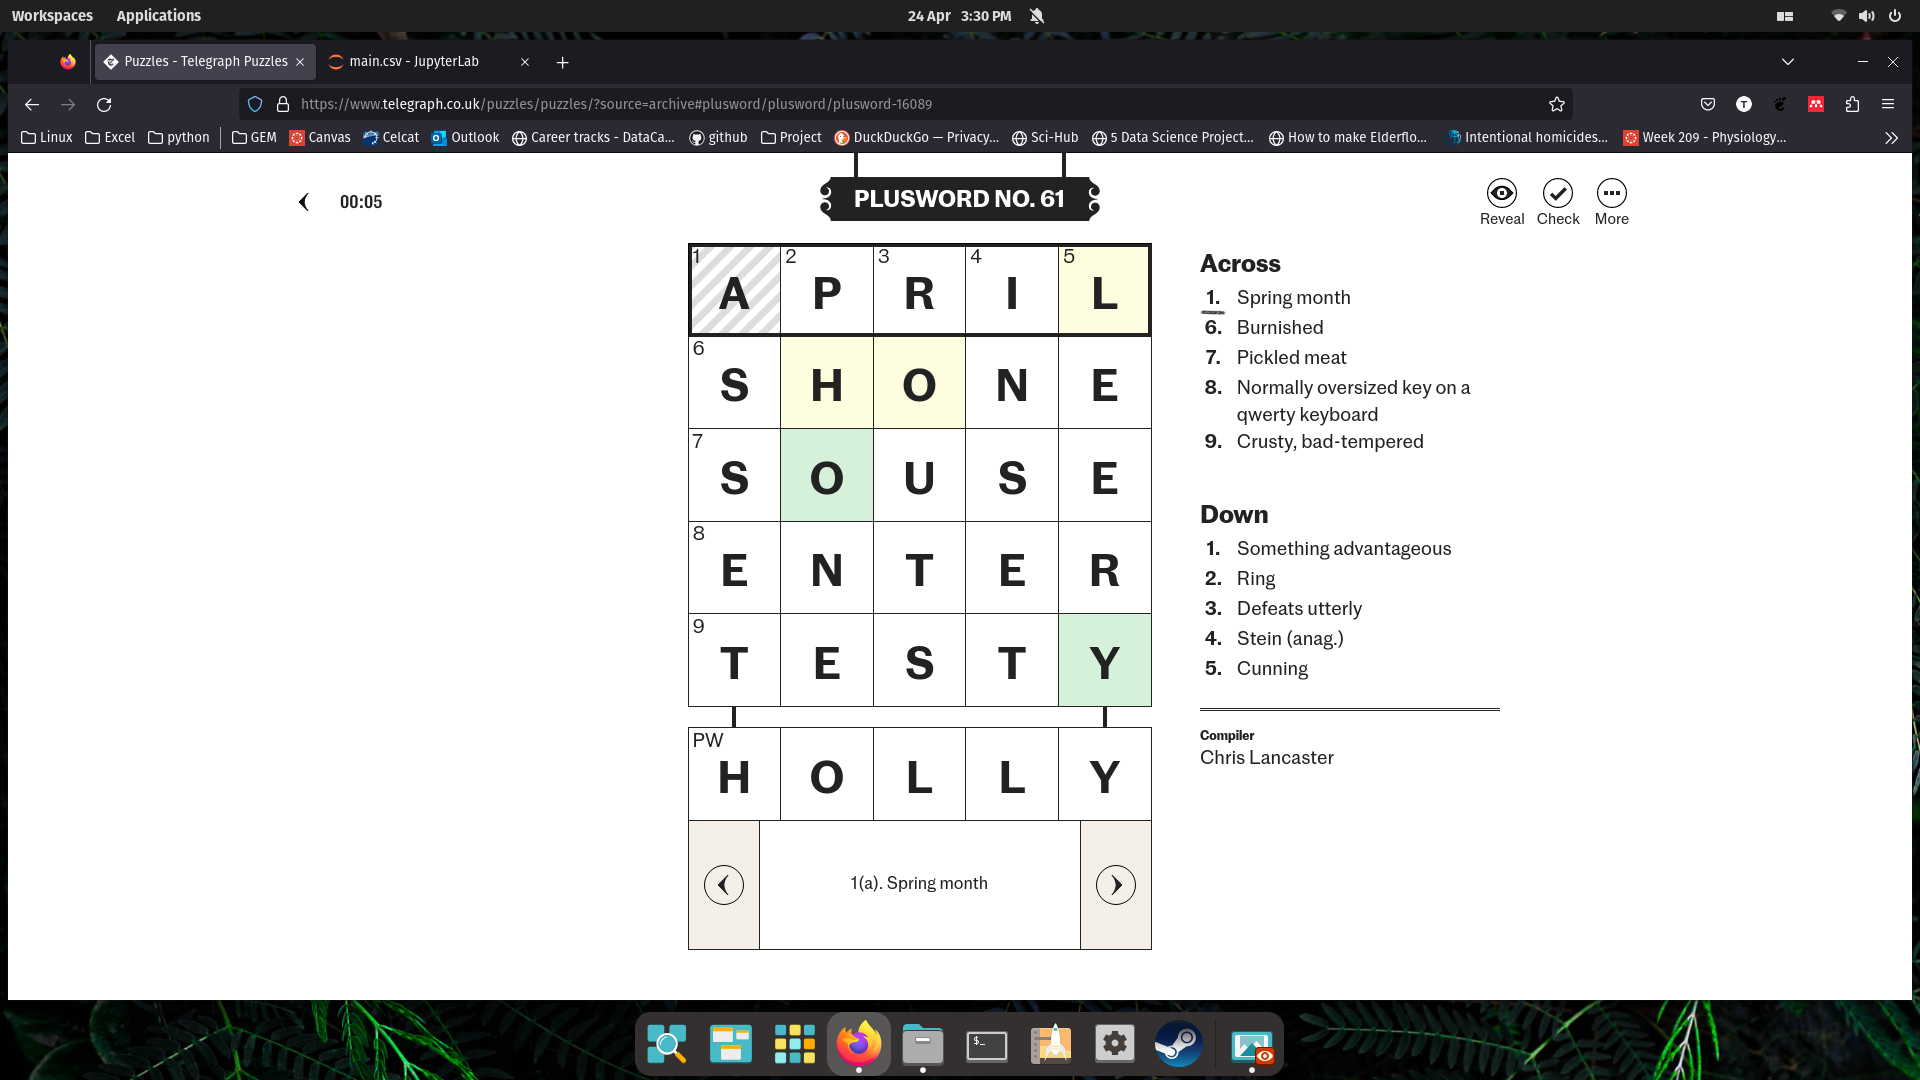 Workspaces Applications 24 Apr 3:30 PM
Puzzles - Telegraph Puzzles main.csv - JupyterLab
https://www.telegraph.co.uk/puzzles/puzzles/?source=archive#plusword/plusword/plusword-16089
Linux Excel python GEM Canvas Celcat Outlook Career tracks - DataCa... github Project DuckDuckGo — Privacy,... Sci-Hub 5 Data Science Project... How to make Elderflo... Intentional homicides... Week 209 - Physiology...
00:05
PLUSWORD NO. 61
Reveal Check More
1 A 2 P 3 R 4 I 5 L
6 S H O N E
7 S O U S E
8 E N T E R
9 T E S T Y
PW H O L L Y
1(a). Spring month
Across
1. Spring month
6. Burnished
7. Pickled meat
8. Normally oversized key on a
qwerty keyboard
9. Crusty, bad-tempered
Down
1. Something advantageous
2. Ring
3. Defeats utterly
4. Stein (anag.)
5. Cunning
Compiler
Chris Lancaster